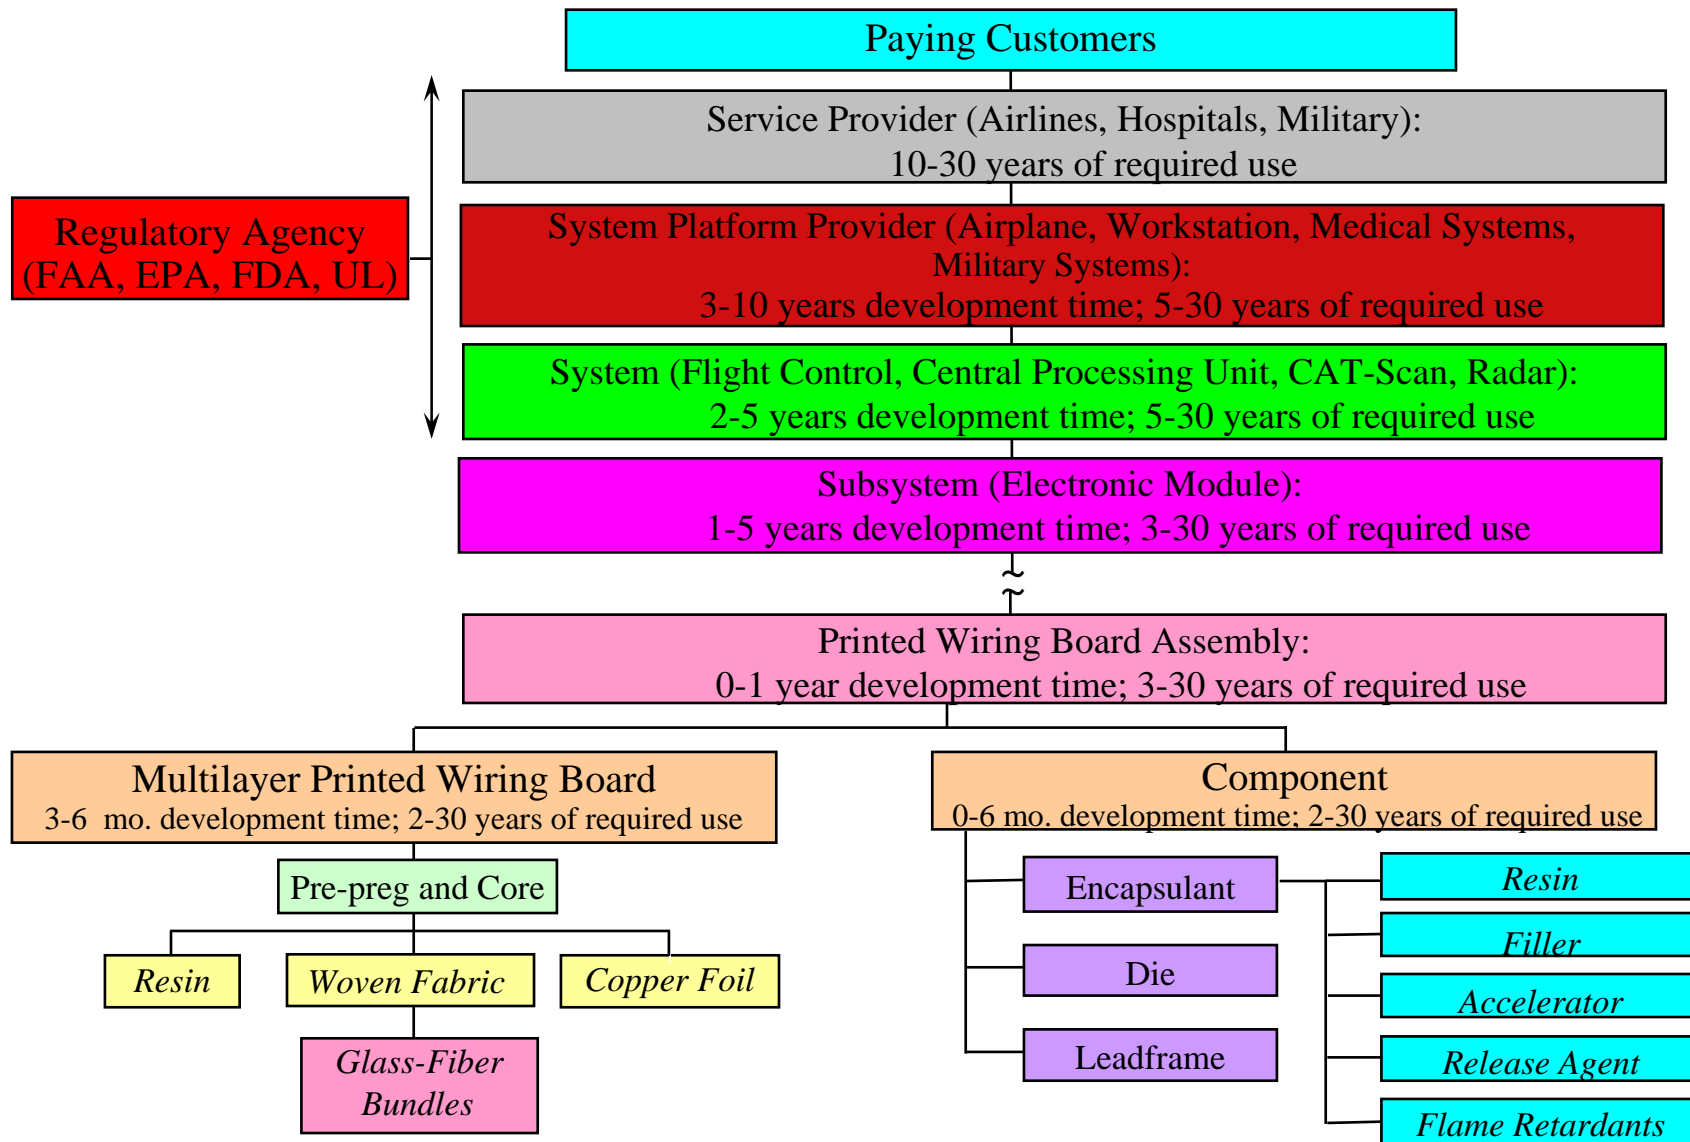 Paying Customers
Service Provider (Airlines, Hospitals, Military):
10-30 years of required use
Regulatory Agency
(FAA, EPA, FDA, UL)
System Platform Provider (Airplane, Workstation, Medical Systems,
Military Systems):
3-10 years development time; 5-30 years of required use
System (Flight Control, Central Processing Unit, CAT-Scan, Radar):
2-5 years development time; 5-30 years of required use
Subsystem (Electronic Module):
1-5 years development time; 3-30 years of required use
~
~
Printed Wiring Board Assembly:
0-1 year development time; 3-30 years of required use
Multilayer Printed Wiring Board
3-6 mo. development time; 2-30 years of required use
Component
0-6 mo. development time; 2-30 years of required use
Pre-preg and Core
Resin
Woven Fabric
Copper Foil
Glass-Fiber
Bundles
Encapsulant
Die
Leadframe
Resin
Filler
Accelerator
Release Agent
Flame Retardants